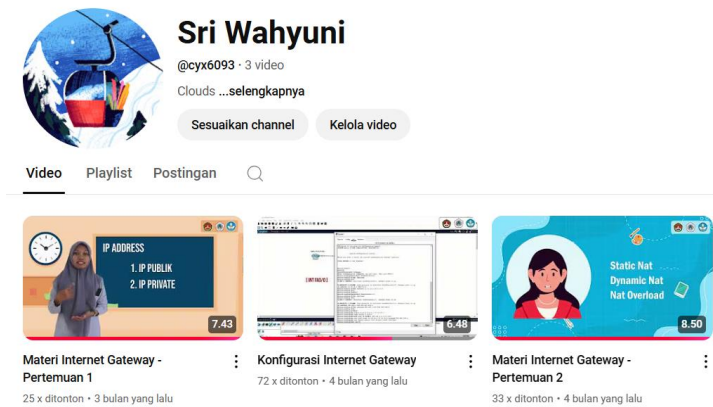 Sri Wahyuni
@cyx6093 · 3 video
Clouds ...selengkapnya
Sesuaikan channel Kelola video
Video Playlist Postingan
IP ADDRESS
1. IP PUBLIK
2. IP PRIVATE
7.43
Materi Internet Gateway -
Pertemuan 1
25 x ditonton • 3 bulan yang lalu
6.48
Konfigurasi Internet Gateway
72 x ditonton • 4 bulan yang lalu
Static Nat
Dynamic Nat
Nat Overload
8.50
Materi Internet Gateway -
Pertemuan 2
33 x ditonton • 4 bulan yang lalu